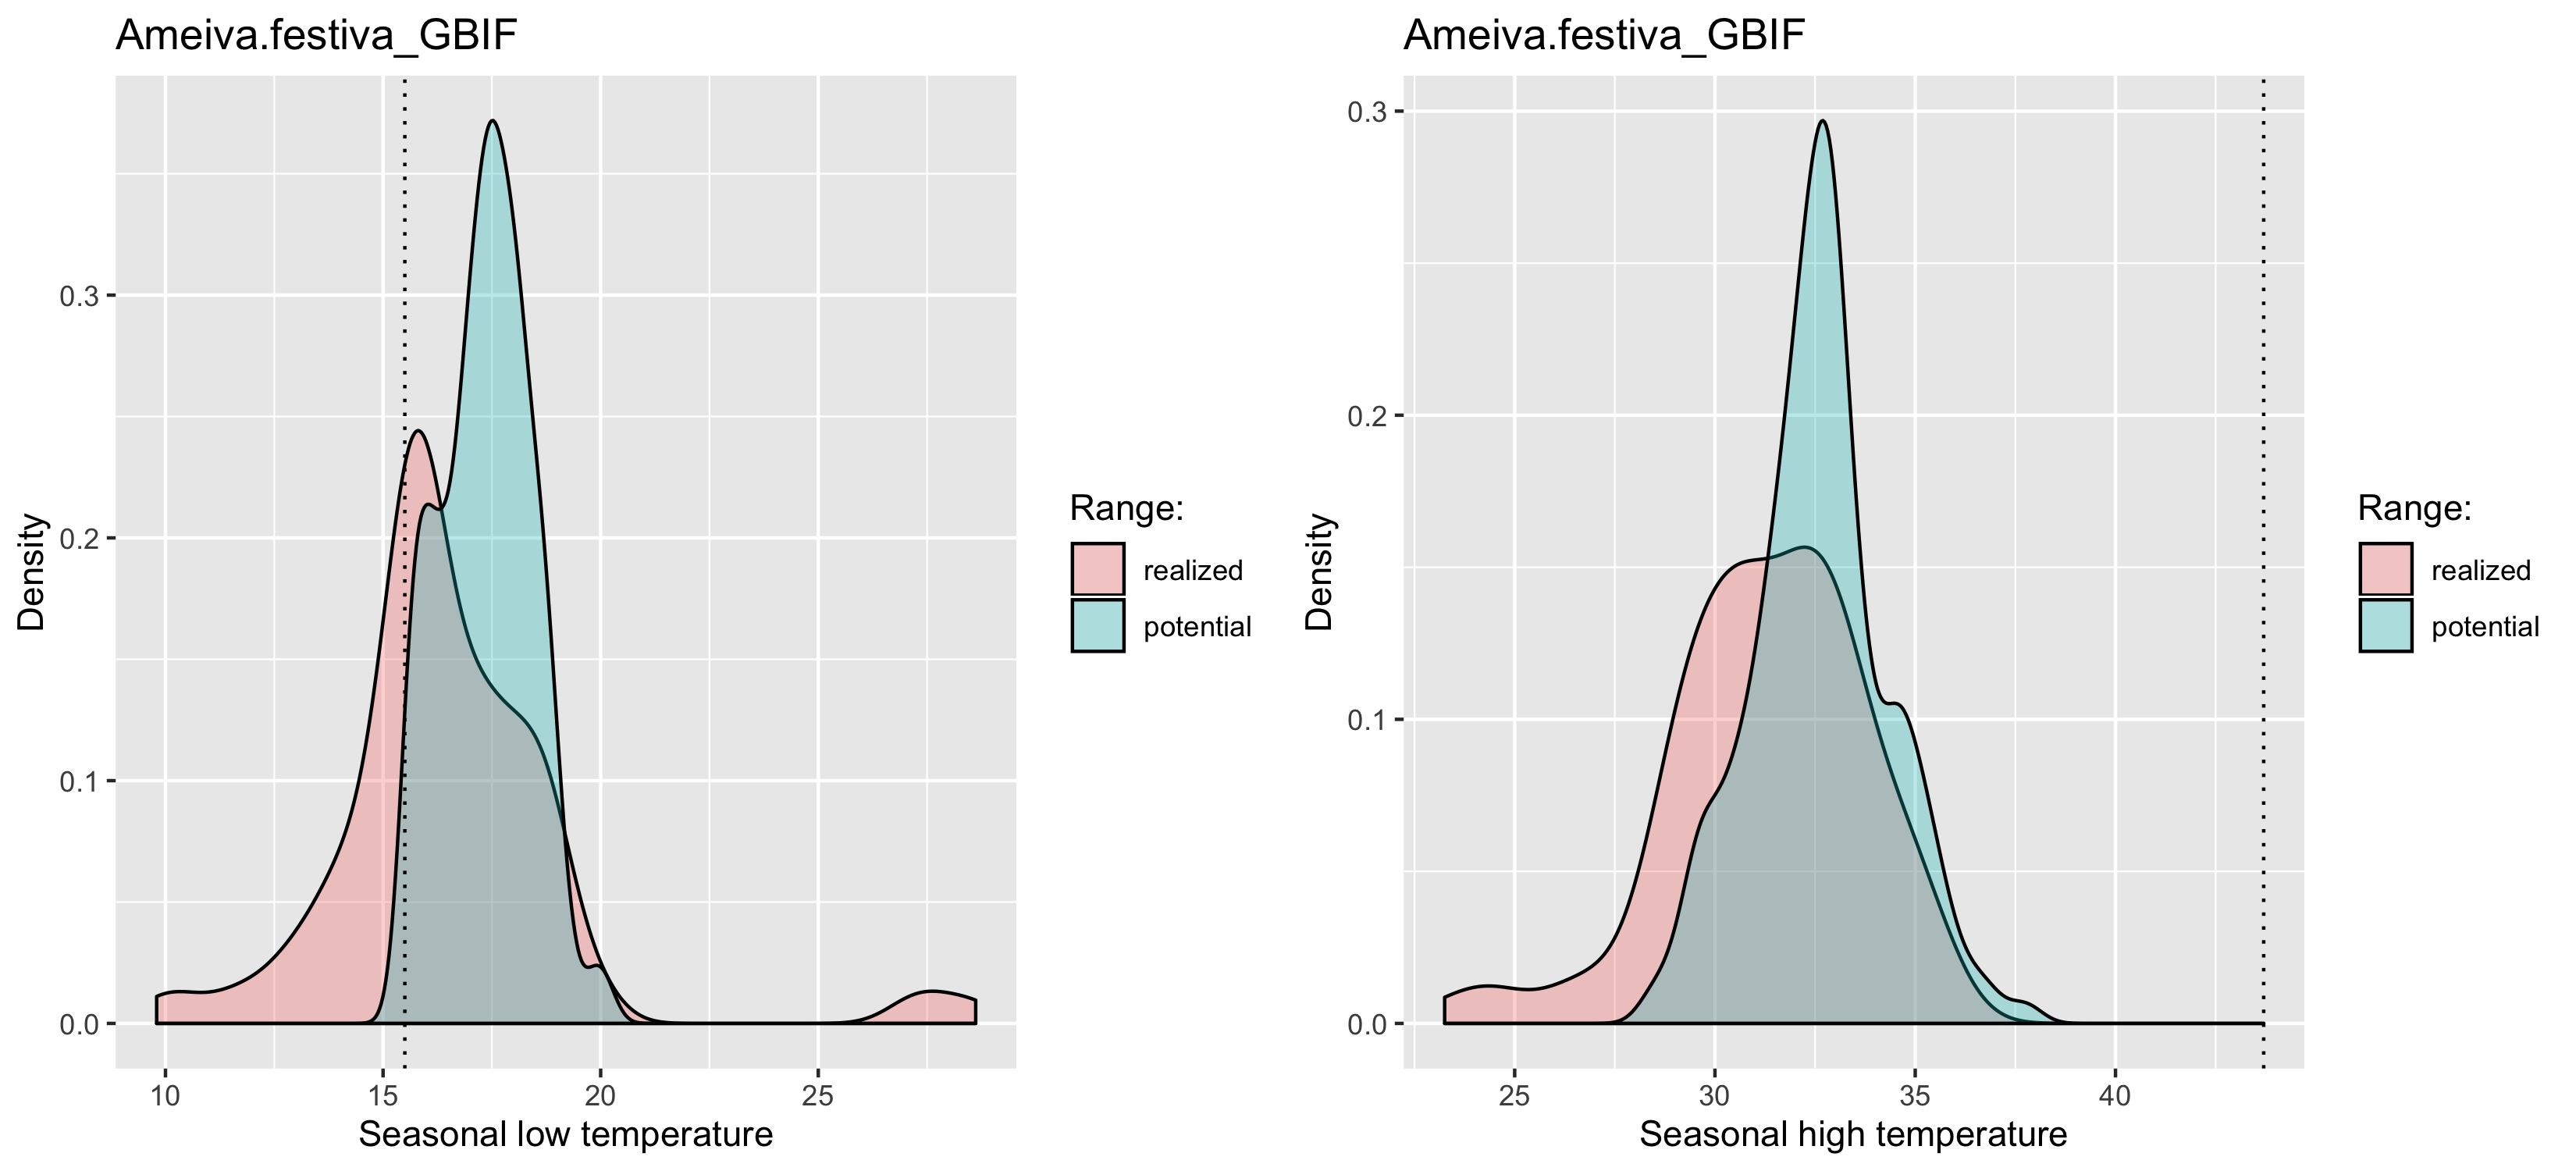 Ameiva.festiva_GBIF
0.3
0.2
0.1
0.0
Density
10 15 20 25
Seasonal low temperature
Range:
realized
potential
Ameiva.festiva_GBIF
0.3
0.2
0.1
0.0
Density
25 30 35 40
Seasonal high temperature
Range:
realized
potential